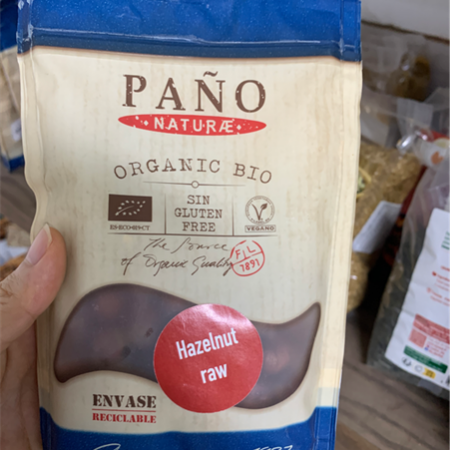 PAÑO
NATURÆ
ORGANIC BIO
SIN
GLUTEN
FREE
VEGANO
The Source
of Organic Quality
F L
1891
Hazelnut
raw
ENVASE
RECICLABLE